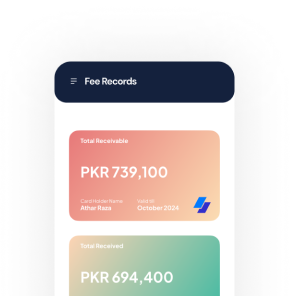 Fee Records
Total Receivable
PKR 739,100
Card Holder Name Valid till
Athar Raza October 2024
Total Received
PKR 694,400